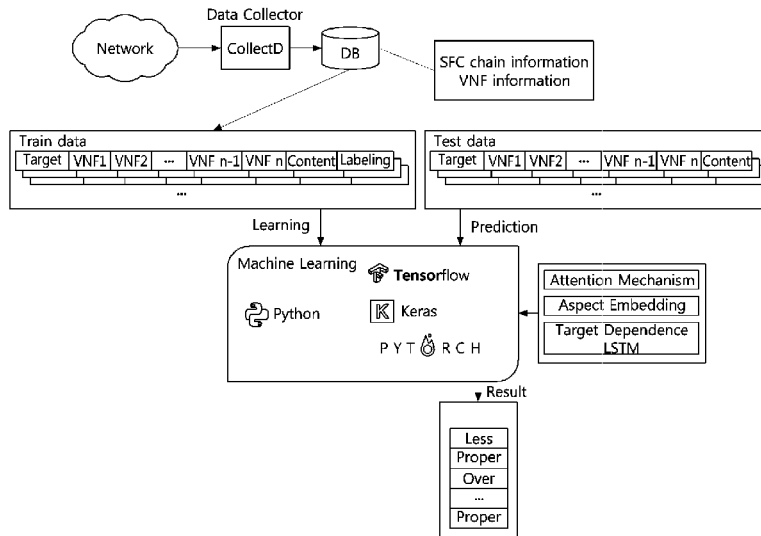 Data Collector
Network
CollectD
DB
SFC chain information
VNF information
Train data
Target VNF1 VNF2 ... VNF n-1 VNF n Content Labeling
...
Test data
Target VNF1 VNF2 ... VNF n-1 VNF n Content
...
Learning
Prediction
Machine Learning
Tensorflow
Python
Keras
PYTORCH
Attention Mechanism
Aspect Embedding
Target Dependence
LSTM
Result
Less
Proper
Over
...
Proper